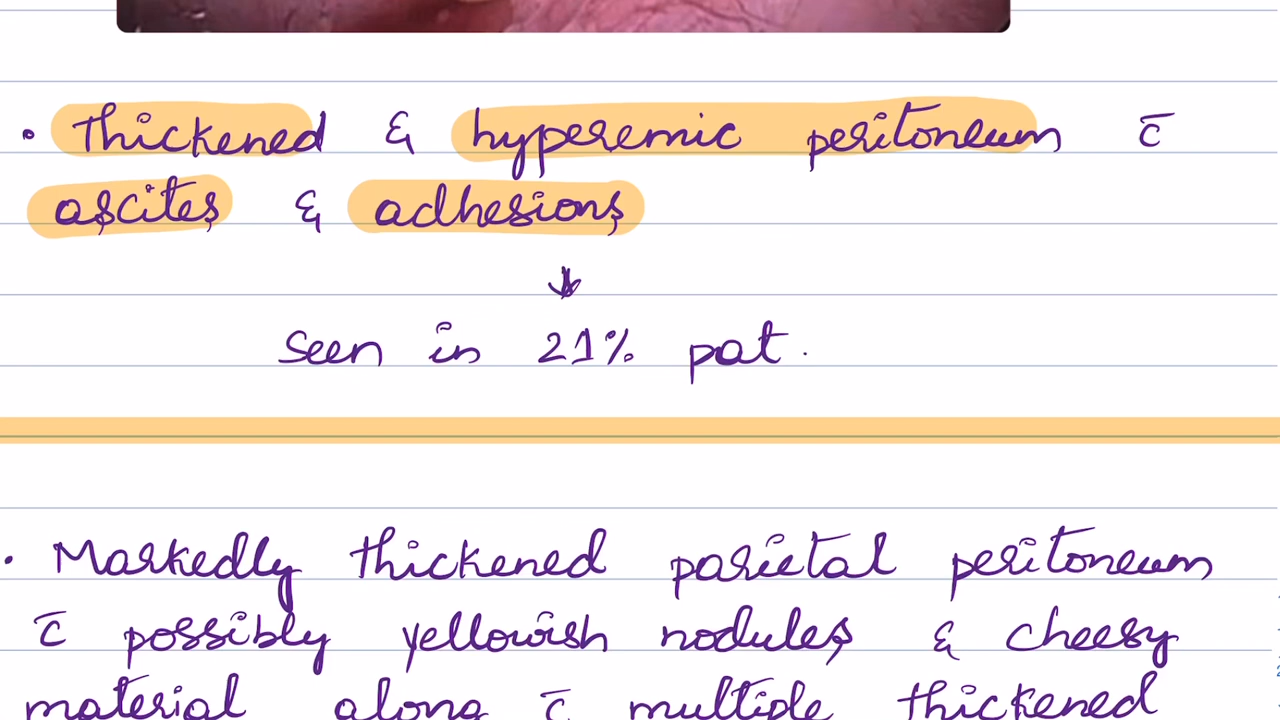 • Thickened & hyperemic peritoneum c̄
ascites & adhesions
↓
Seen in 21% pat.
• Markedly thickened parietal peritoneum
c̄ possibly yellowish nodules & cheesy
material along c̄ multiple thickened